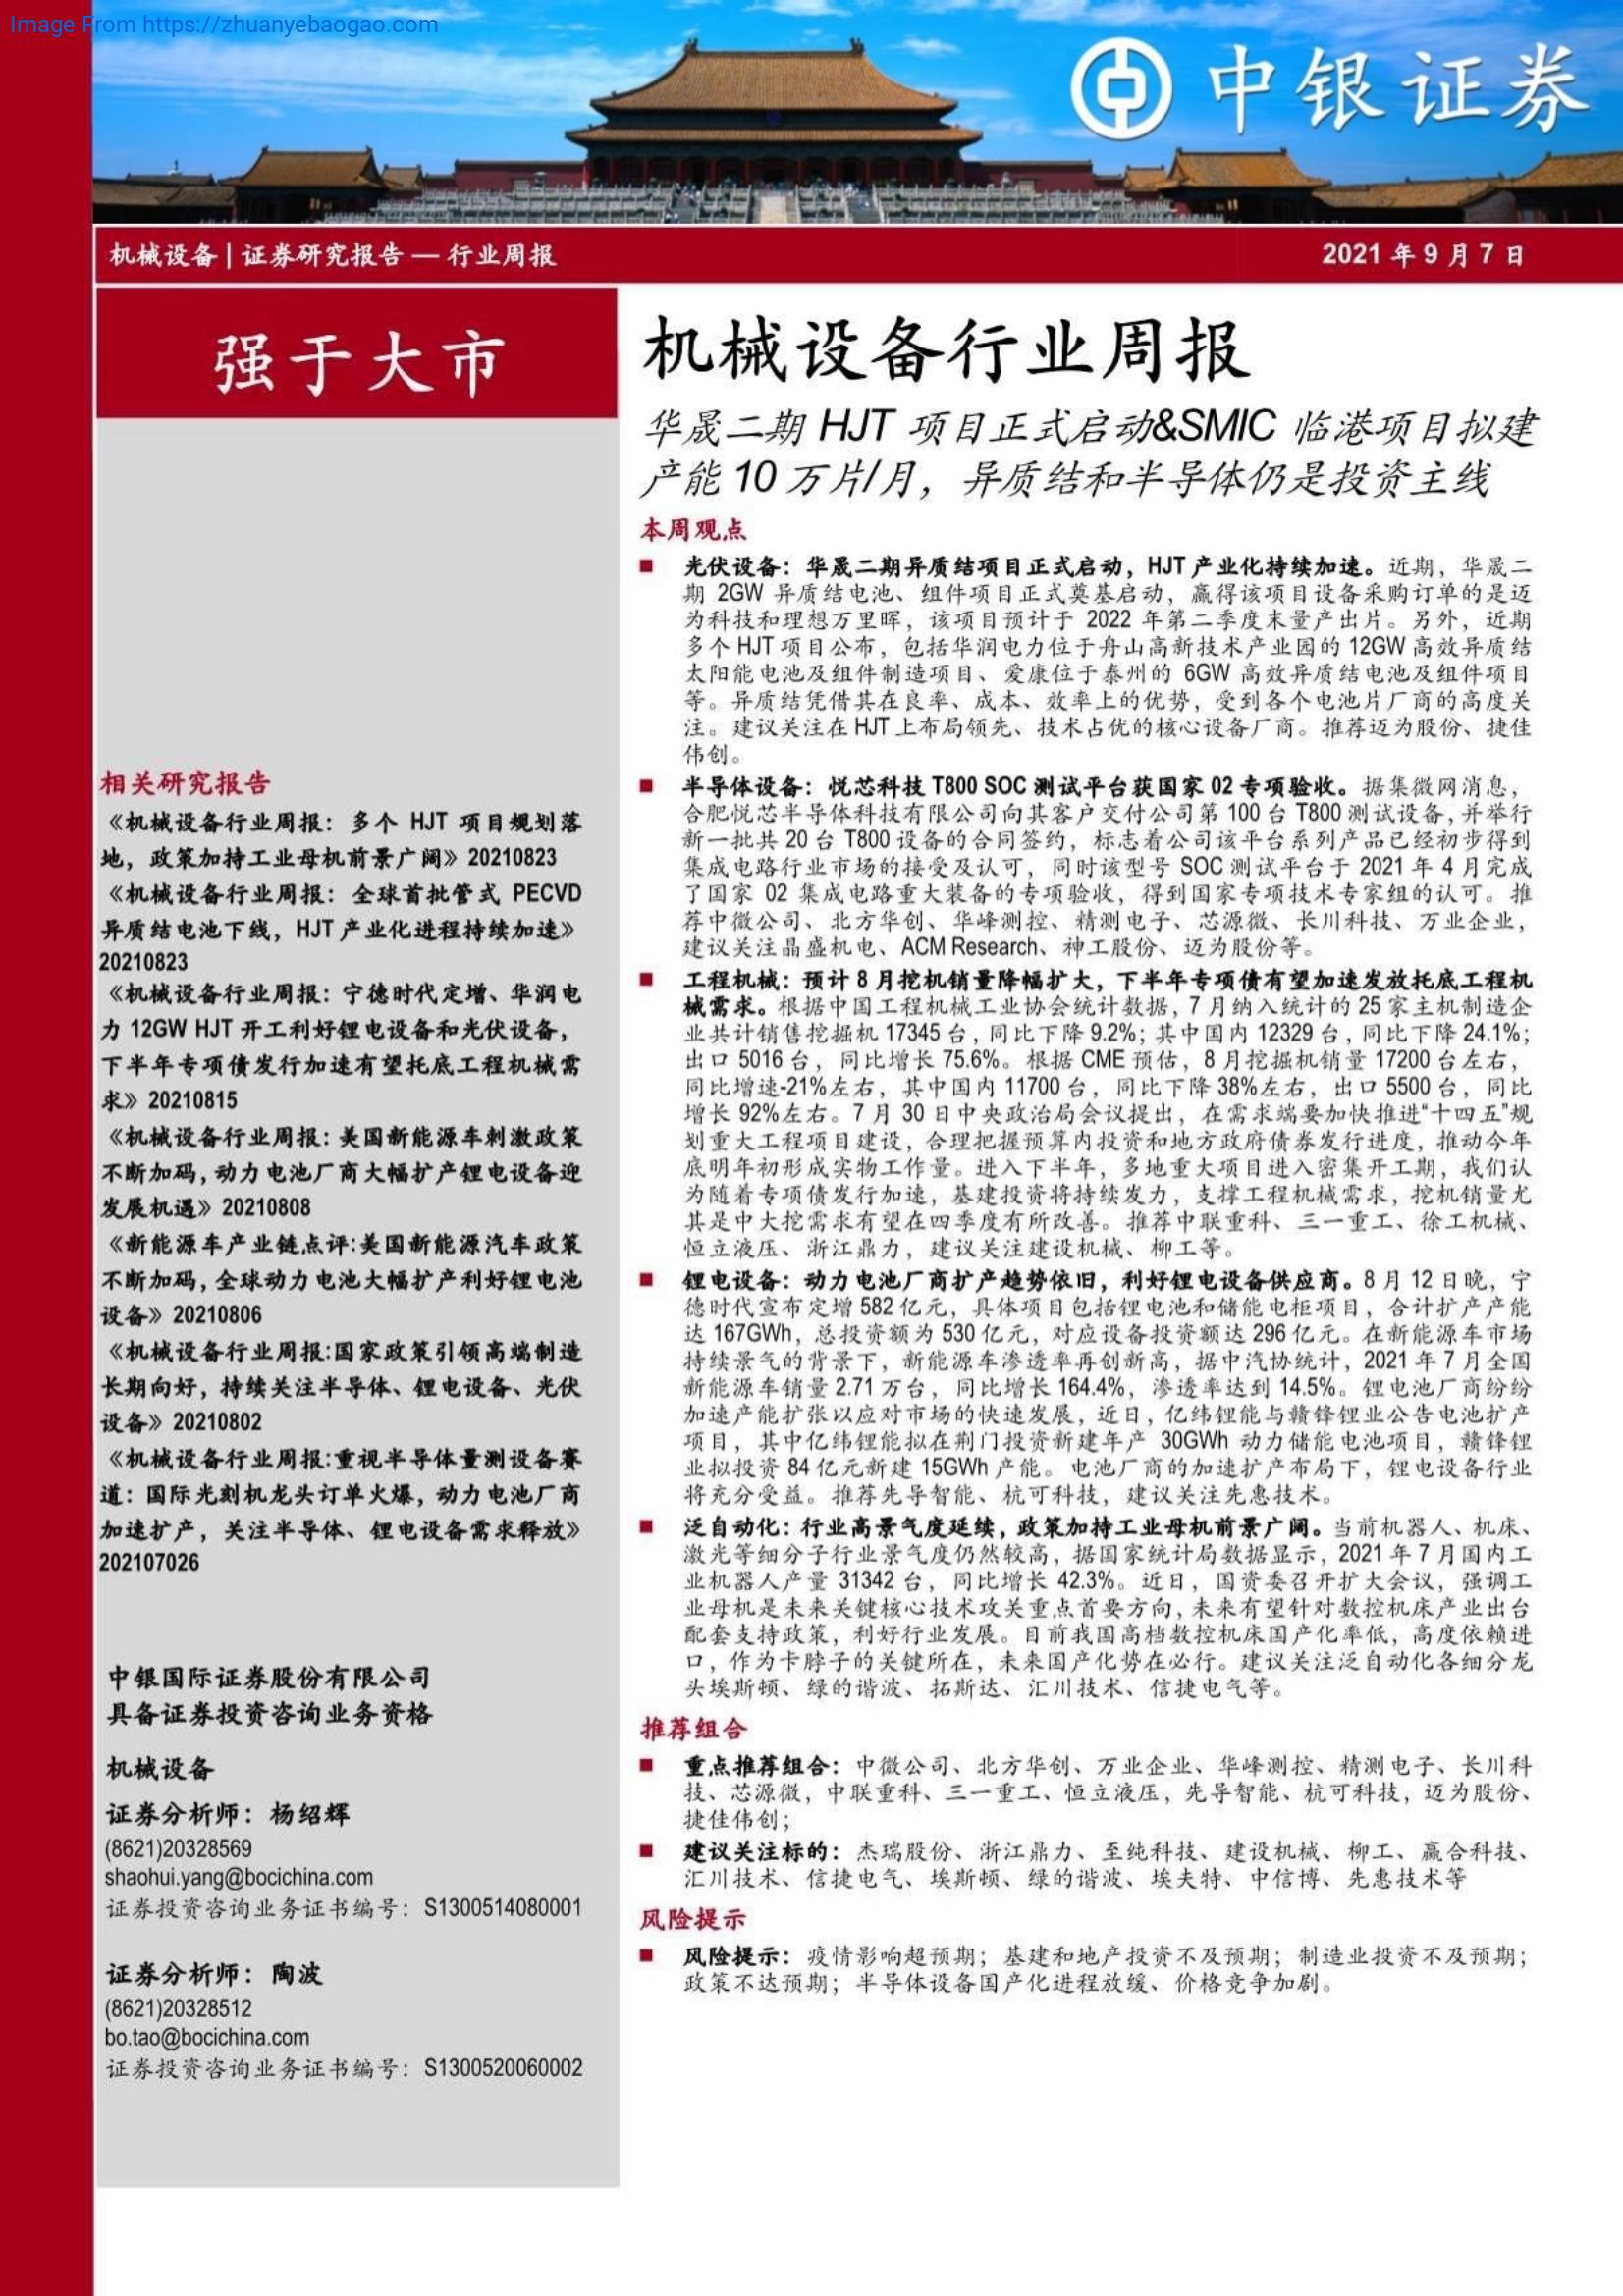 Image From https://zhuanyebaogao.com
中银证券
机械设备 | 证券研究报告 — 行业周报
2021 年 9 月 7 日
强于大市
相关研究报告
《机械设备行业周报：多个 HJT 项目规划落
地，政策加持工业母机前景广阔》20210823
《机械设备行业周报：全球首批管式 PECVD
异质结电池下线，HJT 产业化进程持续加速》
20210823
《机械设备行业周报：宁德时代定增、华润电
力 12GW HJT 开工利好锂电设备和光伏设备，
下半年专项债发行加速有望托底工程机械需
求》20210815
《机械设备行业周报：美国新能源车刺激政策
不断加码，动力电池厂商大幅扩产锂电设备迎
发展机遇》20210808
《新能源车产业链点评:美国新能源汽车政策
不断加码，全球动力电池大幅扩产利好锂电池
设备》20210806
《机械设备行业周报:国家政策引领高端制造
长期向好，持续关注半导体、锂电设备、光伏
设备》20210802
《机械设备行业周报:重视半导体量测设备赛
道：国际光刻机龙头订单火爆，动力电池厂商
加速扩产，关注半导体、锂电设备需求释放》
202107026
中银国际证券股份有限公司
具备证券投资咨询业务资格
机械设备
证券分析师：杨绍辉
(8621)20328569
shaohui.yang@bocichina.com
证券投资咨询业务证书编号：S1300514080001
证券分析师：陶波
(8621)20328512
bo.tao@bocichina.com
证券投资咨询业务证书编号：S1300520060002
机械设备行业周报
华晟二期 HJT 项目正式启动&SMIC 临港项目拟建
产能 10 万片/月，异质结和半导体仍是投资主线
本周观点
■ 光伏设备：华晟二期异质结项目正式启动，HJT 产业化持续加速。近期，华晟二
期 2GW 异质结电池、组件项目正式奠基启动，赢得该项目设备采购订单的是迈
为科技和理想万里晖，该项目预计于 2022 年第二季度末量产出片。另外，近期
多个 HJT 项目公布，包括华润电力位于舟山高新技术产业园的 12GW 高效异质结
太阳能电池及组件制造项目、爱康位于泰州的 6GW 高效异质结电池及组件项目
等。异质结凭借其在良率、成本、效率上的优势，受到各个电池片厂商的高度关
注。建议关注在 HJT 上布局领先、技术占优的核心设备厂商。推荐迈为股份、捷佳
伟创。
■ 半导体设备：悦芯科技 T800 SOC 测试平台获国家 02 专项验收。据集微网消息，
合肥悦芯半导体科技有限公司向其客户交付公司第 100 台 T800 测试设备，并举行
新一批共 20 台 T800 设备的合同签约，标志着公司该平台系列产品已经初步得到
集成电路行业市场的接受及认可，同时该型号 SOC 测试平台于 2021 年 4 月完成
了国家 02 集成电路重大装备的专项验收，得到国家专项技术专家组的认可。推
荐中微公司、北方华创、华峰测控、精测电子、芯源微、长川科技、万业企业，
建议关注晶盛机电、ACM Research、神工股份、迈为股份等。
■ 工程机械：预计 8 月挖机销量降幅扩大，下半年专项债有望加速发放托底工程机
械需求。根据中国工程机械工业协会统计数据，7 月纳入统计的 25 家主机制造企
业共计销售挖掘机 17345 台，同比下降 9.2%；其中国内 12329 台，同比下降 24.1%；
出口 5016 台，同比增长 75.6%。根据 CME 预估，8 月挖掘机销量 17200 台左右，
同比增速-21%左右，其中国内 11700 台，同比下降 38%左右，出口 5500 台，同比
增长 92%左右。7 月 30 日中央政治局会议提出，在需求端要加快推进“十四五”规
划重大工程项目建设，合理把握预算内投资和地方政府债券发行进度，推动今年
底明年初形成实物工作量。进入下半年，多地重大项目进入密集开工期，我们认
为随着专项债发行加速，基建投资将持续发力，支撑工程机械需求，挖机销量尤
其是中大挖需求有望在四季度有所改善。推荐中联重科、三一重工、徐工机械、
恒立液压、浙江鼎力，建议关注建设机械、柳工等。
■ 锂电设备：动力电池厂商扩产趋势依旧，利好锂电设备供应商。8 月 12 日晚，宁
德时代宣布定增 582 亿元，具体项目包括锂电池和储能电柜项目，合计扩产产能
达 167GWh，总投资额为 530 亿元，对应设备投资额达 296 亿元。在新能源车市场
持续景气的背景下，新能源车渗透率再创新高，据中汽协统计，2021 年 7 月全国
新能源车销量 2.71 万台，同比增长 164.4%，渗透率达到 14.5%。锂电池厂商纷纷
加速产能扩张以应对市场的快速发展，近日，亿纬锂能与赣锋锂业公告电池扩产
项目，其中亿纬锂能拟在荆门投资新建年产 30GWh 动力储能电池项目，赣锋锂
业拟投资 84 亿元新建 15GWh 产能。电池厂商的加速扩产布局下，锂电设备行业
将充分受益。推荐先导智能、杭可科技，建议关注先惠技术。
■ 泛自动化：行业高景气度延续，政策加持工业母机前景广阔。当前机器人、机床、
激光等细分子行业景气度仍然较高，据国家统计局数据显示，2021 年 7 月国内工
业机器人产量 31342 台，同比增长 42.3%。近日，国资委召开扩大会议，强调工
业母机是未来关键核心技术攻关重点首要方向，未来有望针对数控机床产业出台
配套支持政策，利好行业发展。目前我国高档数控机床国产化率低，高度依赖进
口，作为卡脖子的关键所在，未来国产化势在必行。建议关注泛自动化各细分龙
头埃斯顿、绿的谐波、拓斯达、汇川技术、信捷电气等。
推荐组合
■ 重点推荐组合：中微公司、北方华创、万业企业、华峰测控、精测电子、长川科
技、芯源微，中联重科、三一重工、恒立液压，先导智能、杭可科技，迈为股份、
捷佳伟创；
■ 建议关注标的：杰瑞股份、浙江鼎力、至纯科技、建设机械、柳工、赢合科技、
汇川技术、信捷电气、埃斯顿、绿的谐波、埃夫特、中信博、先惠技术等
风险提示
■ 风险提示：疫情影响超预期；基建和地产投资不及预期；制造业投资不及预期；
政策不达预期；半导体设备国产化进程放缓、价格竞争加剧。